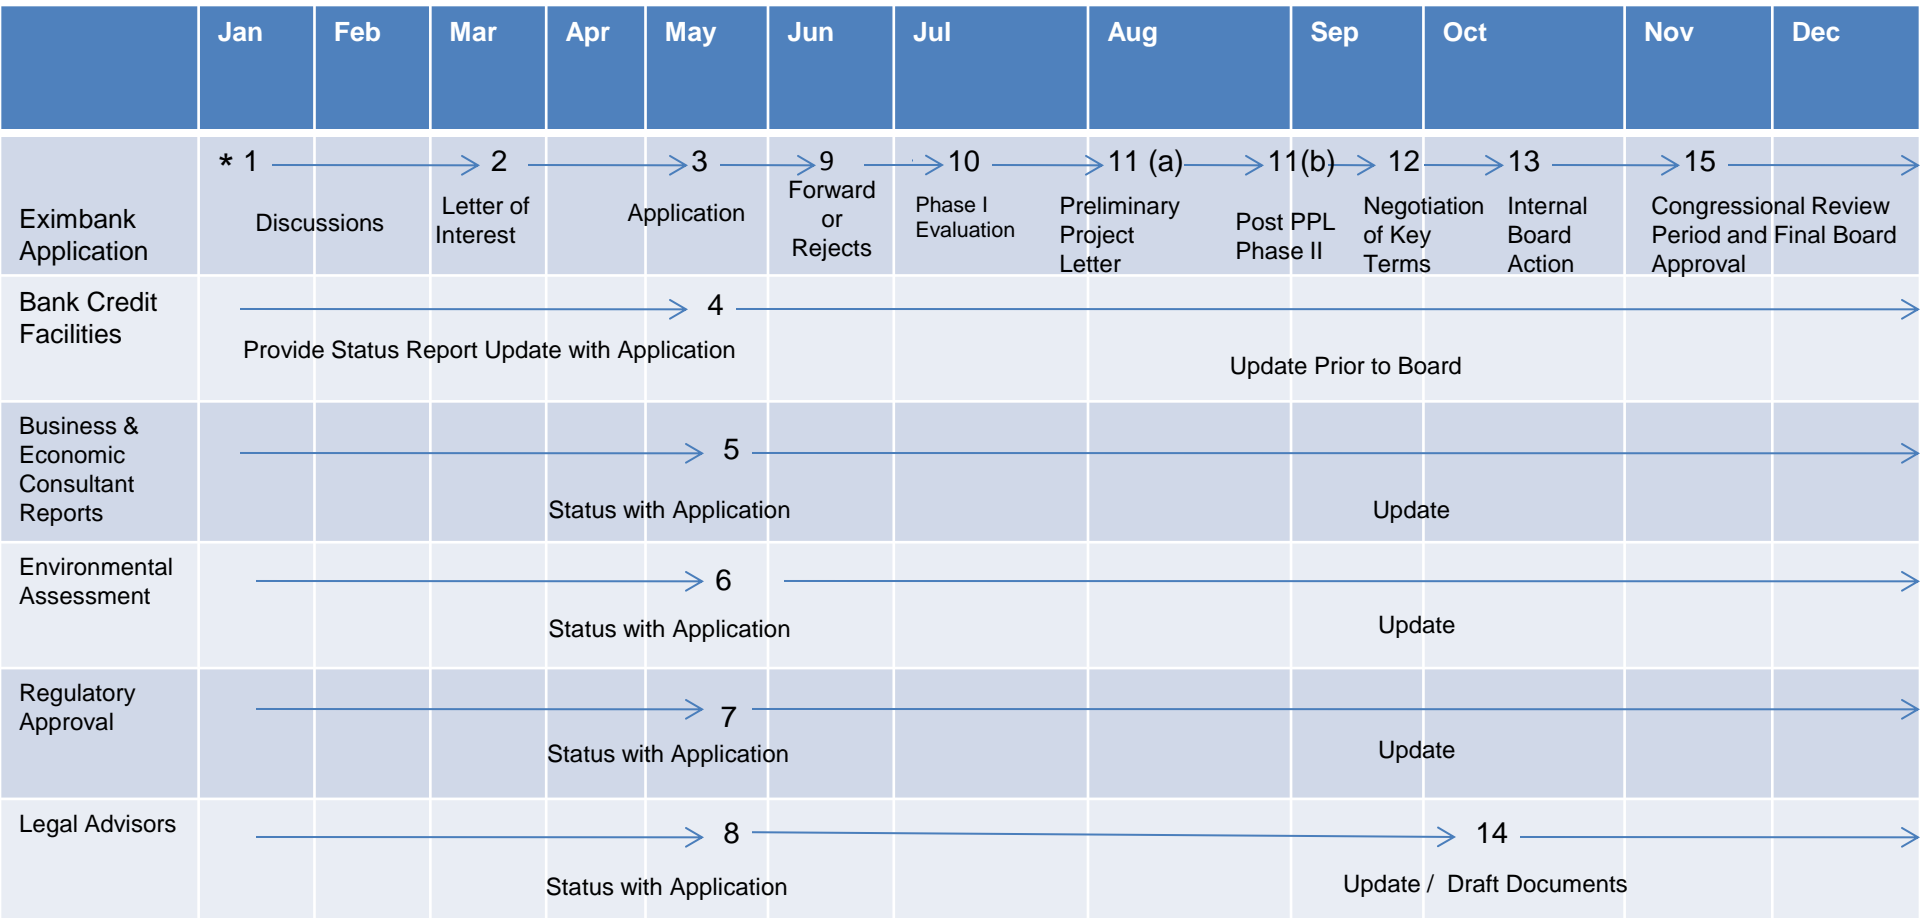 Jan Feb Mar Apr May Jun Jul Aug Sep Oct Nov Dec
Eximbank
Application
* 1 2 3 9 10 11 (a) 11(b) 12 13 15
Discussions
Letter of
Interest
Application
Forward
or
Rejects
Phase I
Evaluation
Preliminary
Project
Letter
Post PPL
Phase II
Negotiation
of Key
Terms
Internal
Board
Action
Congressional Review
Period and Final Board
Approval
Bank Credit
Facilities
4
Provide Status Report Update with Application
Update Prior to Board
Business &
Economic
Consultant
Reports
5
Status with Application
Update
Environmental
Assessment
6
Status with Application
Update
Regulatory
Approval
7
Status with Application
Update
Legal Advisors
8 14
Status with Application
Update / Draft Documents